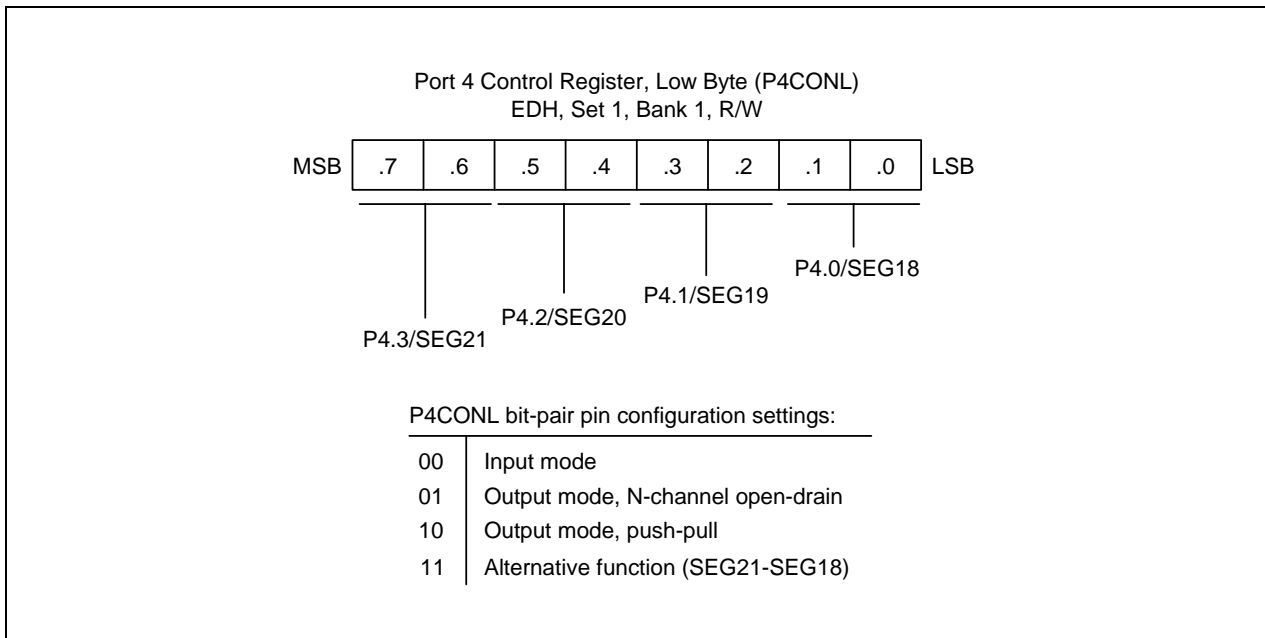 Port 4 Control Register, Low Byte (P4CONL)
EDH, Set 1, Bank 1, R/W
MSB .7 .6 .5 .4 .3 .2 .1 .0 LSB
P4.0/SEG18
P4.1/SEG19
P4.2/SEG20
P4.3/SEG21
P4CONL bit-pair pin configuration settings:
00 Input mode
01 Output mode, N-channel open-drain
10 Output mode, push-pull
11 Alternative function (SEG21-SEG18)